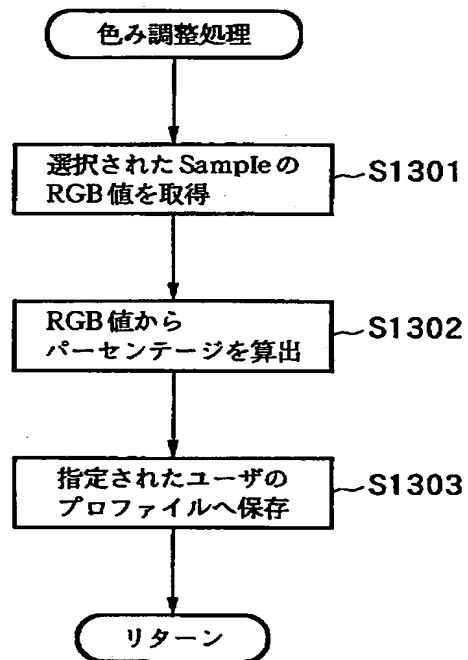 色み調整処理
選択されたSampleの
RGB値を取得
S1301
RGB値から
パーセンテージを算出
S1302
指定されたユーザの
プロファイルへ保存
S1303
リターン